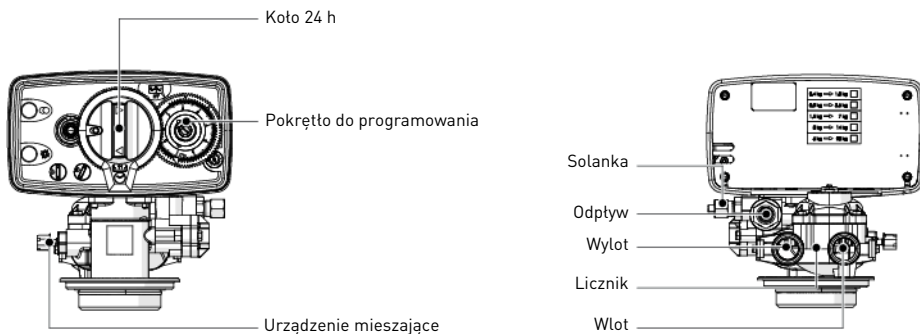 Koło 24 h
Pokrętło do programowania
Urządzenie mieszające
Solanka
Odpływ
Wylot
Licznik
Wlot